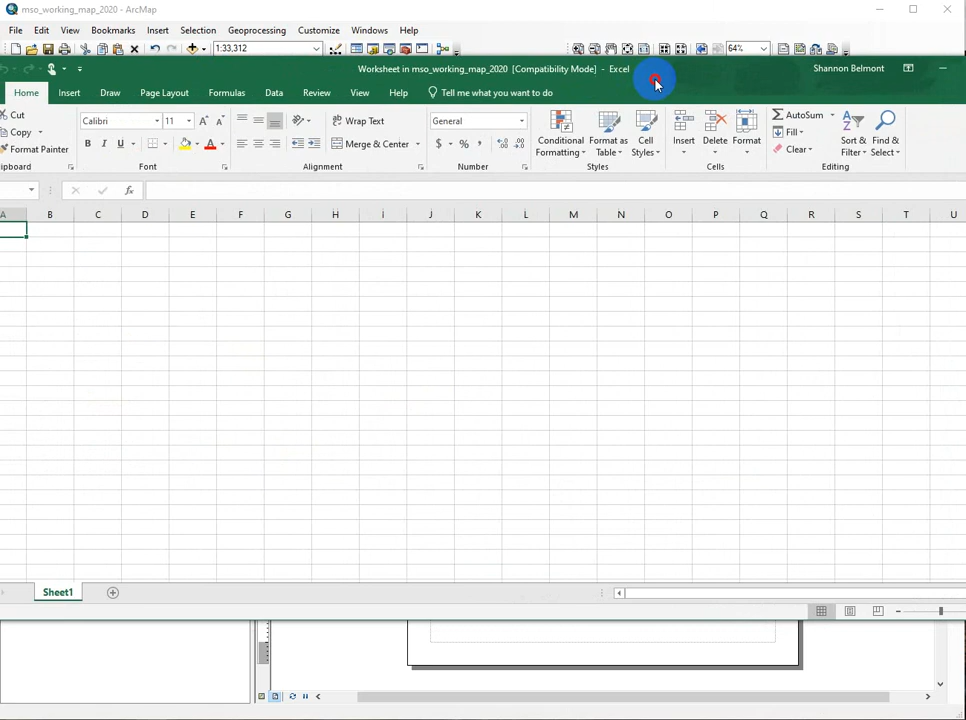 mso_working_map_2020 - ArcMap
File Edit View Bookmarks Insert Selection Geoprocessing Customize Windows Help
1:33,312 64%
Worksheet in mso_working_map_2020 [Compatibility Mode] - Excel Shannon Belmont
Home Insert Draw Page Layout Formulas Data Review View Help Tell me what you want to do
Cut Calibri 11 Wrap Text General Conditional Formatting Format as Table Cell Styles Insert Delete Format AutoSum Sort & Filter Find & Select
Copy Fill
Format Painter B I U A Merge & Center $ % , Clear
ipboard Font Alignment Number Styles Cells Editing
fx
A B C D E F G H I J K L M N O P Q R S T U
Sheet1